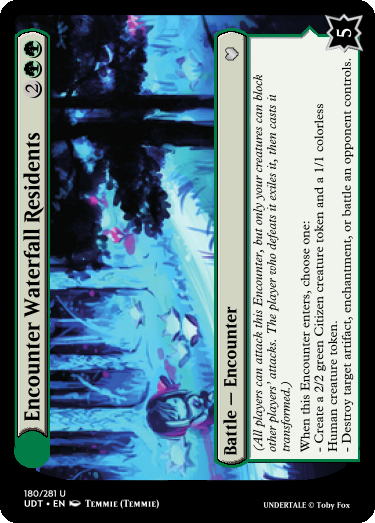 Encounter Waterfall Residents
2
Battle — Encounter
(All players can attack this Encounter, but only your creatures can block
other players' attacks. The player who defeats it exiles it, then casts it
transformed.)
When this Encounter enters, choose one:
- Create a 2/2 green Citizen creature token and a 1/1 colorless
Human creature token.
- Destroy target artifact, enchantment, or battle an opponent controls.
5
180/281 U
UDT • EN Temmie (Temmie)
UNDERTALE © Toby Fox